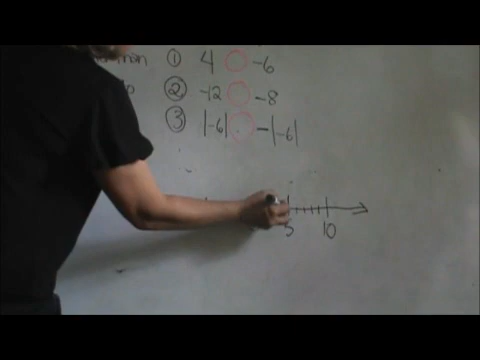 ① 4 ◯ -6
② -12 ◯ -8
③ |-6| ◯ -|-6|
5 10